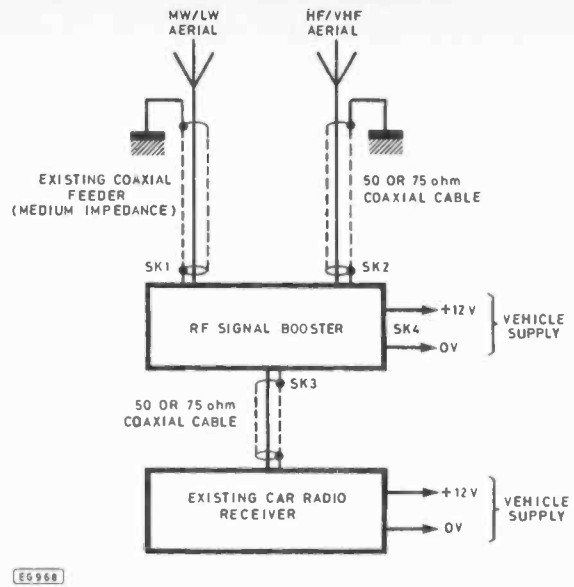 MW/LW
AERIAL
HF/VHF
AERIAL
EXISTING COAXIAL
FEEDER
(MEDIUM IMPEDANCE)
50 OR 75 ohm
COAXIAL CABLE
SK1
SK2
RF SIGNAL BOOSTER
+12V
SK4
0V
VEHICLE
SUPPLY
SK3
50 OR 75 ohm
COAXIAL CABLE
EXISTING CAR RADIO
RECEIVER
+12V
0V
VEHICLE
SUPPLY
EG968